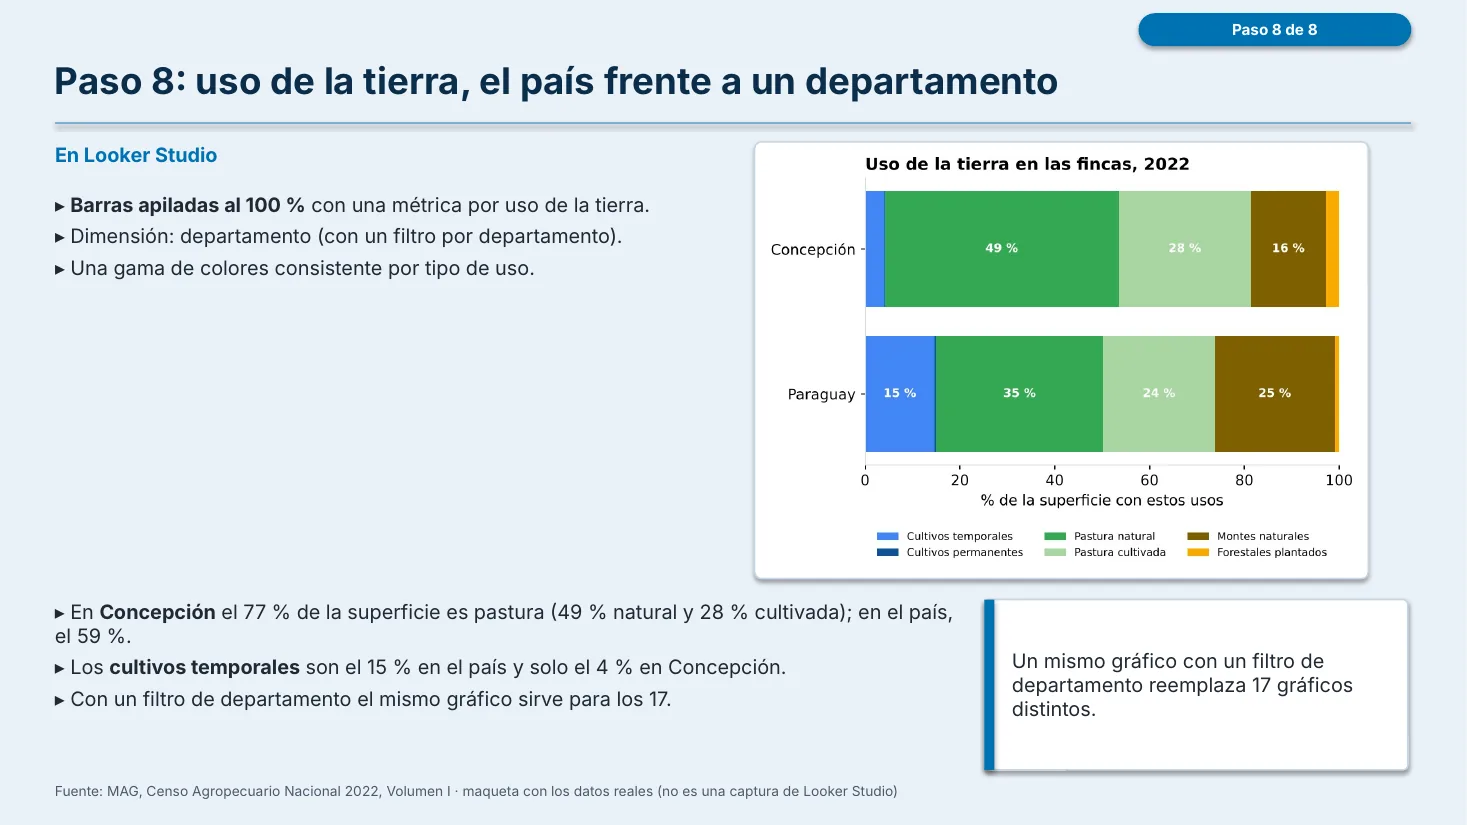 Paso 8 de 8
Paso 8: uso de la tierra, el país frente a un departamento
En Looker Studio
▸ Barras apiladas al 100 % con una métrica por uso de la tierra.
▸ Dimensión: departamento (con un filtro por departamento).
▸ Una gama de colores consistente por tipo de uso.
Uso de la tierra en las fincas, 2022
Concepción
49 %
28 %
16 %
Paraguay
15 %
35 %
24 %
25 %
0 20 40 60 80 100
% de la superficie con estos usos
Cultivos temporales
Cultivos permanentes
Pastura natural
Pastura cultivada
Montes naturales
Forestales plantados
▸ En Concepción el 77 % de la superficie es pastura (49 % natural y 28 % cultivada); en el país,
el 59 %.
▸ Los cultivos temporales son el 15 % en el país y solo el 4 % en Concepción.
▸ Con un filtro de departamento el mismo gráfico sirve para los 17.
Un mismo gráfico con un filtro de
departamento reemplaza 17 gráficos
distintos.
Fuente: MAG, Censo Agropecuario Nacional 2022, Volumen I · maqueta con los datos reales (no es una captura de Looker Studio)